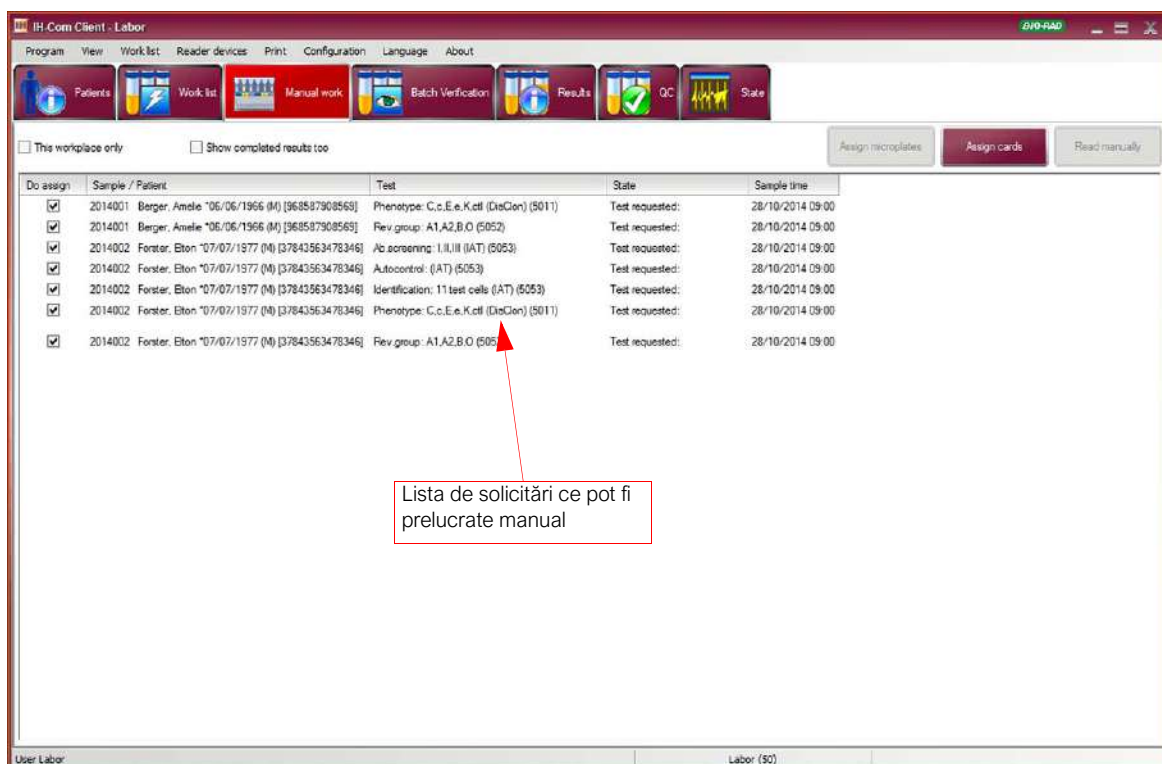 IH-Com Client - Labor
BIO-RAD
Program View Work list Reader devices Print Configuration Language About
Patients Work list Manual work Batch Verification Results QC State
This workplace only Show completed results too Assign microplates Assign cards Read manually
Do assign Sample / Patient Test State Sample time
2014001 Berger, Amelie *06/06/1966 (M) [968587908569] Phenotype: C,c,E,e,K,ctl (DiaClon) (5011) Test requested: 28/10/2014 09:00
2014001 Berger, Amelie *06/06/1966 (M) [968587908569] Rev.group: A1,A2,B,O (5052) Test requested: 28/10/2014 09:00
2014002 Forster, Elton *07/07/1977 (M) [37843563478346] Ab.screening: I,II,III (IAT) (5053) Test requested: 28/10/2014 09:00
2014002 Forster, Elton *07/07/1977 (M) [37843563478346] Autocontrol: (IAT) (5053) Test requested: 28/10/2014 09:00
2014002 Forster, Elton *07/07/1977 (M) [37843563478346] Identification: 11 test cells (IAT) (5053) Test requested: 28/10/2014 09:00
2014002 Forster, Elton *07/07/1977 (M) [37843563478346] Phenotype: C,c,E,e,K,ctl (DiaClon) (5011) Test requested: 28/10/2014 09:00
2014002 Forster, Elton *07/07/1977 (M) [37843563478346] Rev.group: A1,A2,B,O (505 Test requested: 28/10/2014 09:00
Lista de solicitări ce pot fi
prelucrate manual
User Labor Labor (50)